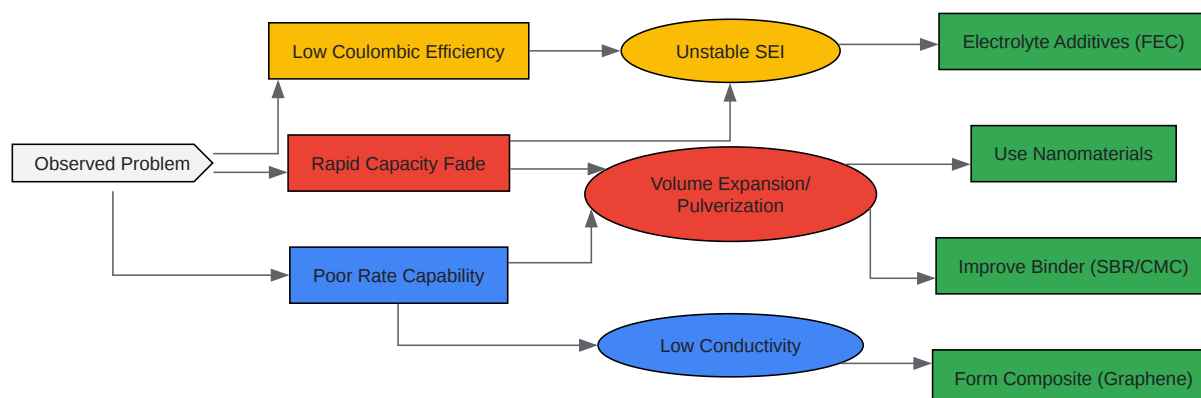 Low Coulombic Efficiency
Unstable SEI
Electrolyte Additives (FEC)
Observed Problem
Rapid Capacity Fade
Use Nanomaterials
Volume Expansion/
Pulverization
Poor Rate Capability
Improve Binder (SBR/CMC)
Low Conductivity
Form Composite (Graphene)